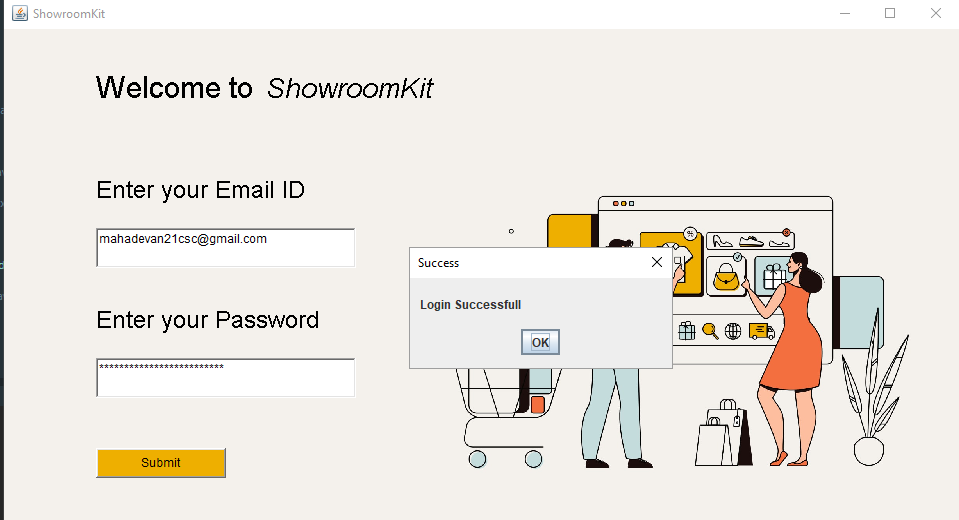 ShowroomKit
Welcome to ShowroomKit
Enter your Email ID
mahadevan21csc@gmail.com
Success
Login Successfull
OK
Enter your Password
*************************
Submit
%